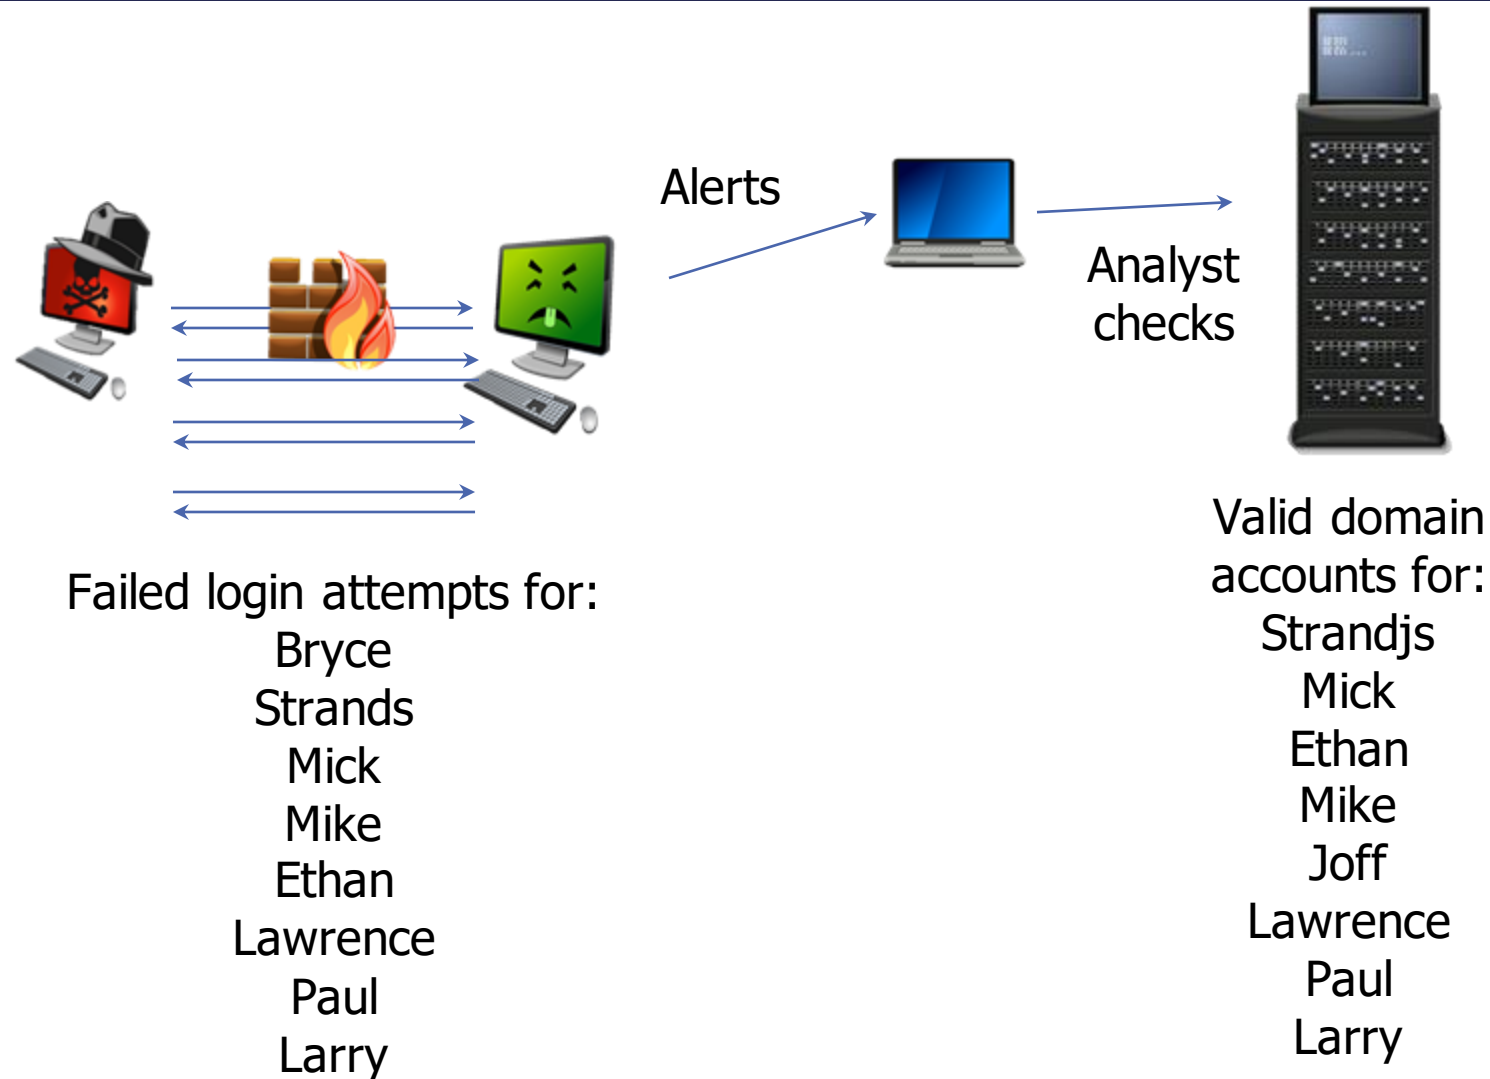 Alerts
Analyst
checks
Failed login attempts for:
Bryce
Strands
Mick
Mike
Ethan
Lawrence
Paul
Larry
Valid domain
accounts for:
Strandjs
Mick
Ethan
Mike
Joff
Lawrence
Paul
Larry